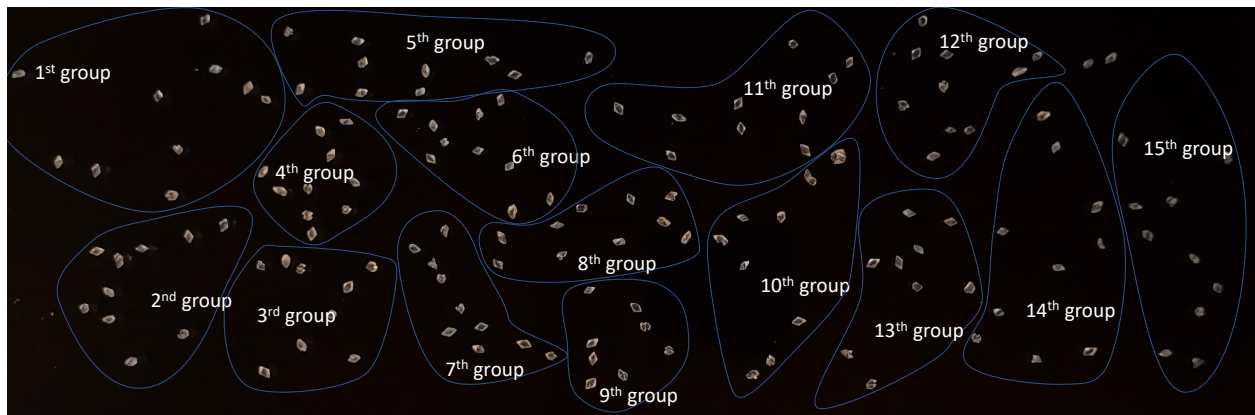 1st group
2nd group
3rd group
4th group
5th group
6th group
7th group
8th group
9th group
10th group
11th group
12th group
13th group
14th group
15th group